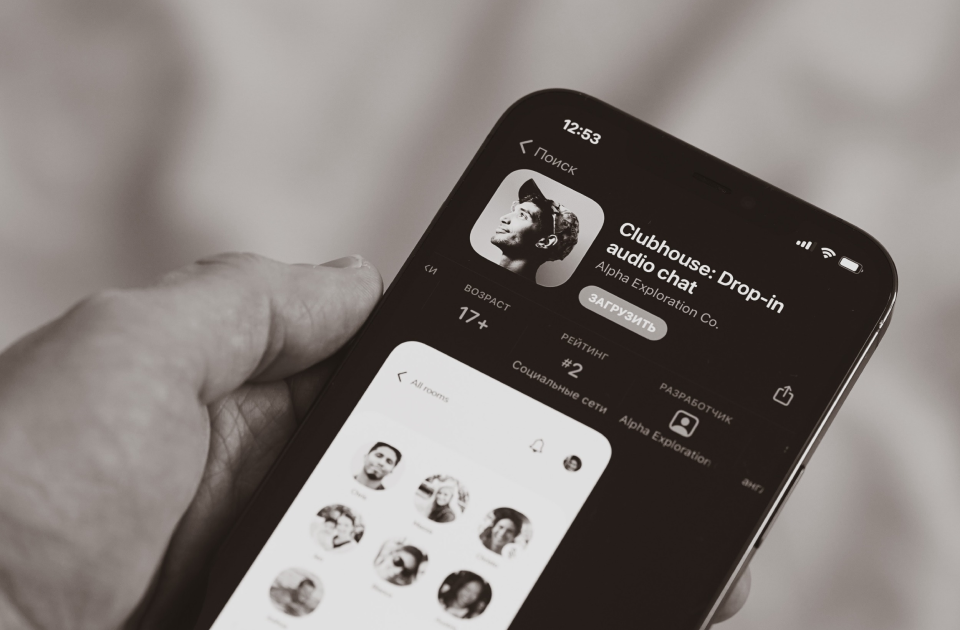 12:53
Поиск
Clubhouse: Drop-in
audio chat
Alpha Exploration Co.
ЗАГРУЗИТЬ
ки
ВОЗРАСТ
17+
РЕЙТИНГ
#2
Социальные сети
РАЗРАБОТЧИК
Alpha Exploration
All rooms